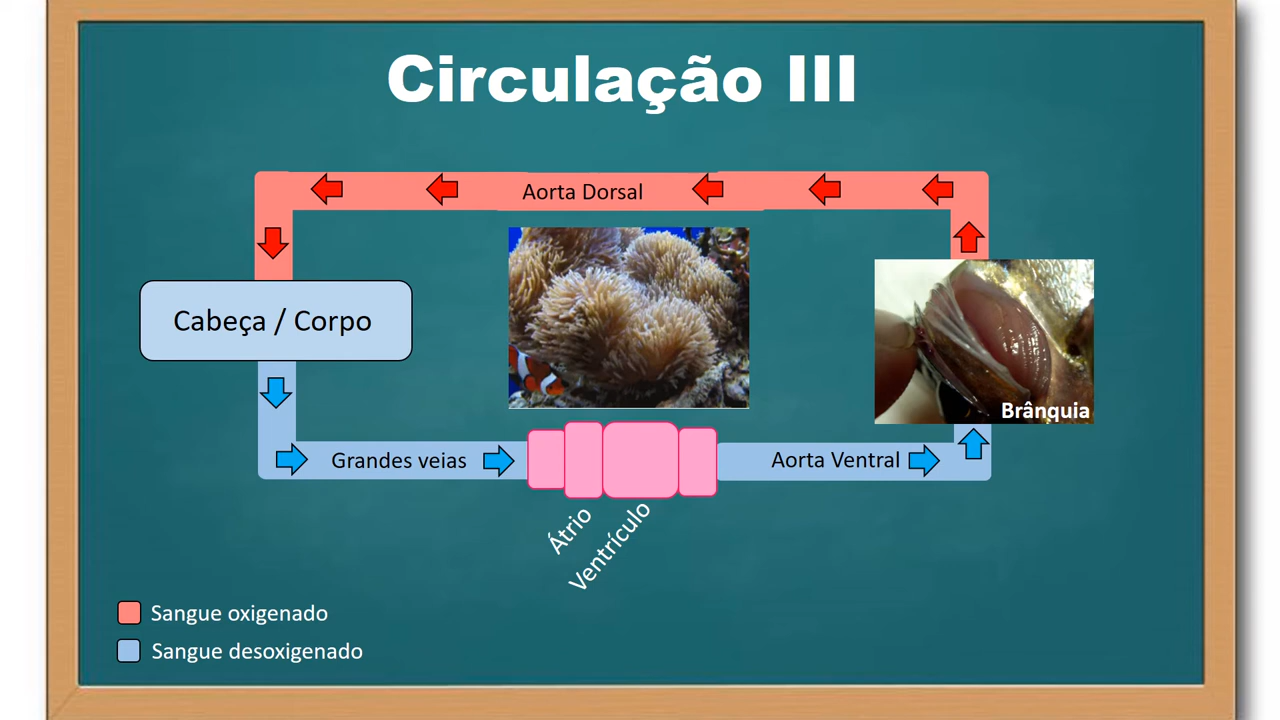 Circulação III
Aorta Dorsal
Cabeça / Corpo
Brânquia
Grandes veias
Aorta Ventral
Átrio
Ventrículo
Sangue oxigenado
Sangue desoxigenado